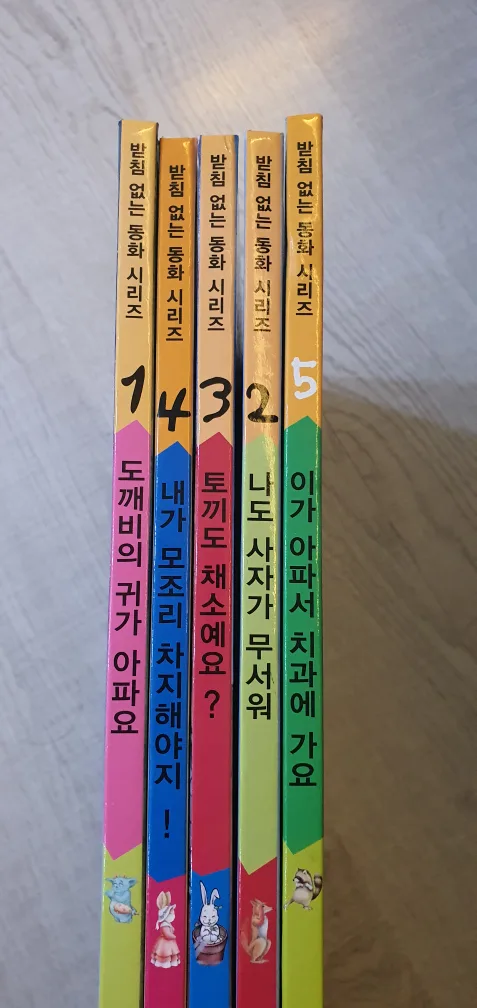 받침 없는 동화 시리즈
1
도깨비의 귀가 아파요
받침 없는 동화 시리즈
4
내가 모조리 차지해야지 !
받침 없는 동화 시리즈
3
토끼도 채소예요 ?
받침 없는 동화 시리즈
2
나도 사자가 무서워
받침 없는 동화 시리즈
5
이가 아파서 치과에 가요